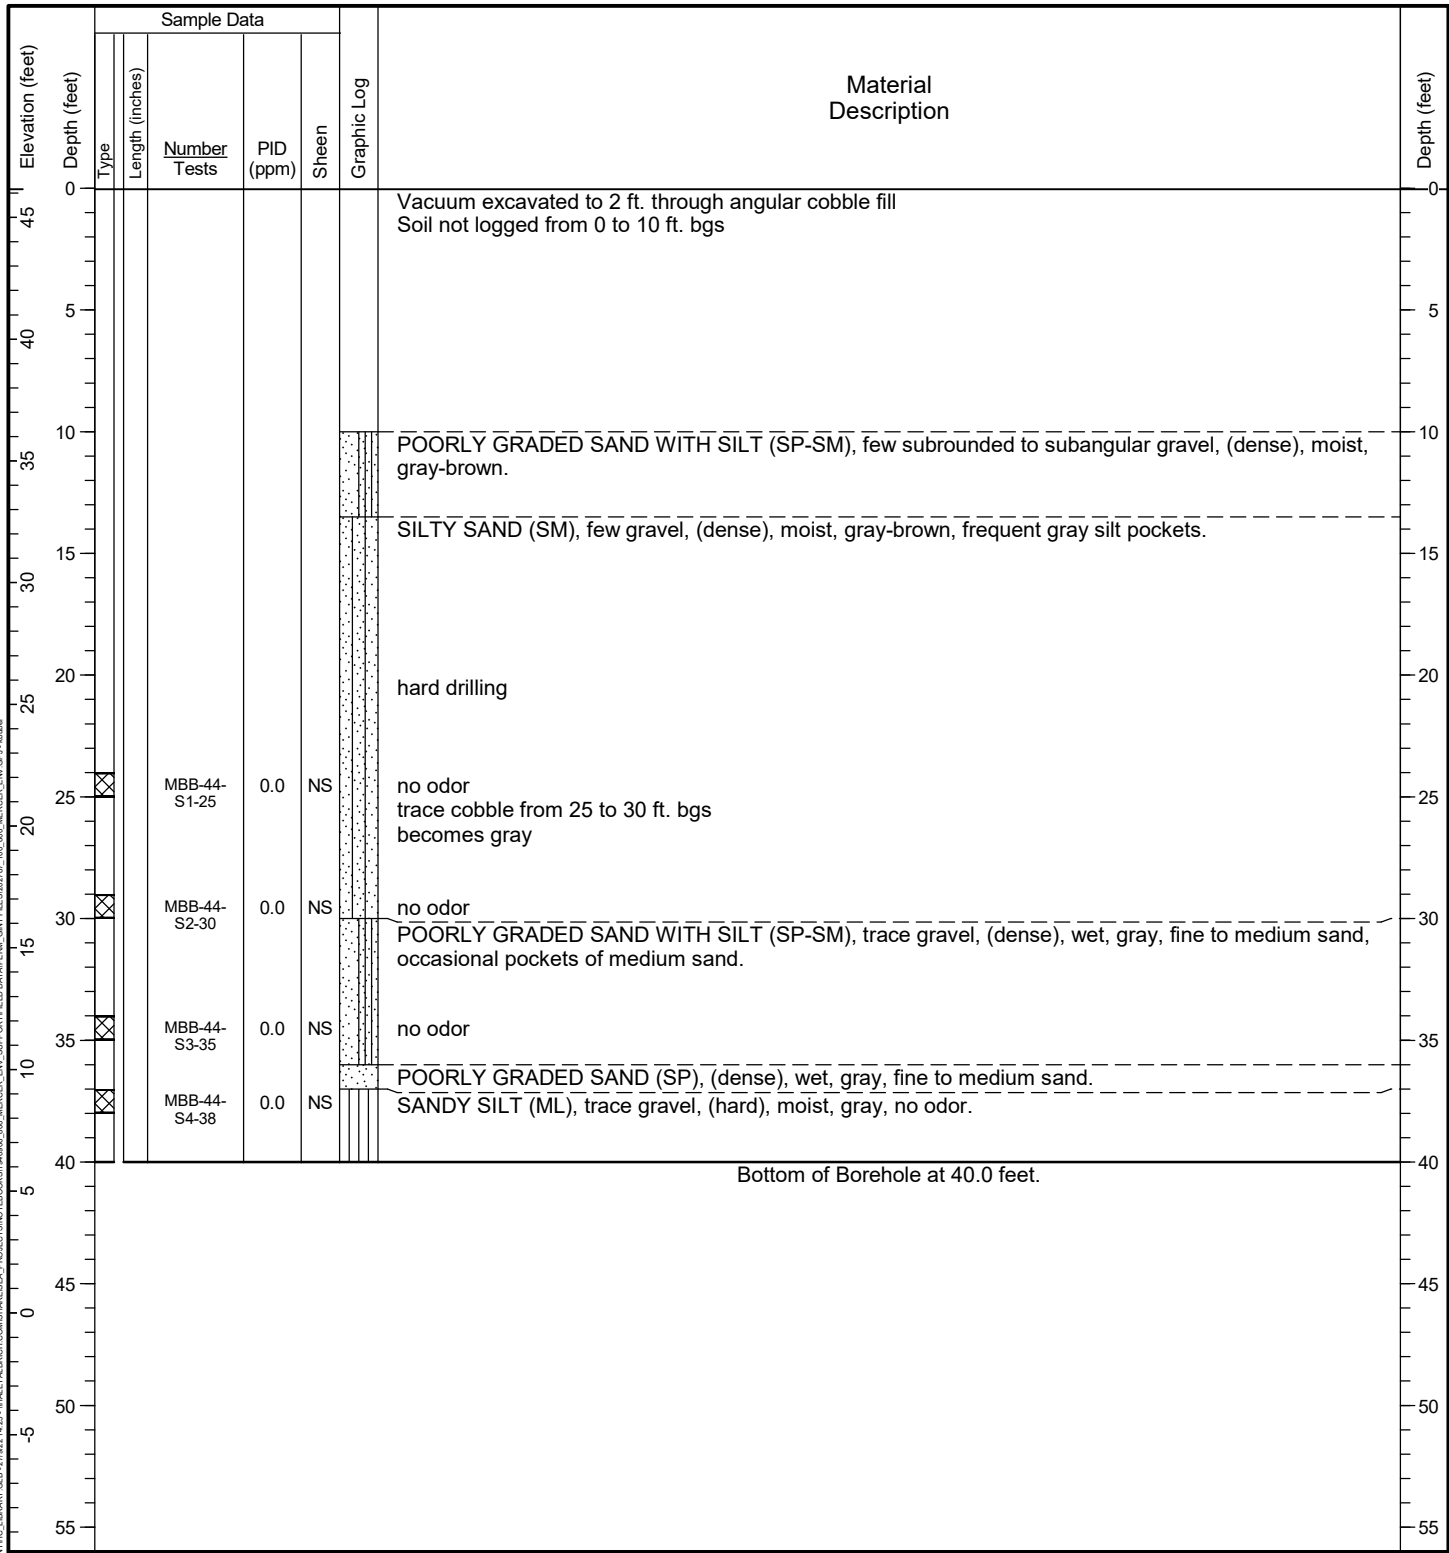 Sample Data
Elevation (feet)
Depth (feet)
Type
Length (inches)
Number
Tests
PID
(ppm)
Sheen
Graphic Log
Material
Description
Depth (feet)
0
0
45
Vacuum excavated to 2 ft. through angular cobble fill
Soil not logged from 0 to 10 ft. bgs
5
5
40
10
10
POORLY GRADED SAND WITH SILT (SP-SM), few subrounded to subangular gravel, (dense), moist,
gray-brown.
35
SILTY SAND (SM), few gravel, (dense), moist, gray-brown, frequent gray silt pockets.
15
15
30
20
20
hard drilling
25
MBB-44-
S1-25
0.0
NS
no odor
25
25
trace cobble from 25 to 30 ft. bgs
20
becomes gray
MBB-44-
S2-30
0.0
NS
no odor
30
30
POORLY GRADED SAND WITH SILT (SP-SM), trace gravel, (dense), wet, gray, fine to medium sand,
occasional pockets of medium sand.
15
MBB-44-
S3-35
0.0
NS
no odor
35
35
10
POORLY GRADED SAND (SP), (dense), wet, gray, fine to medium sand.
MBB-44-
S4-38
0.0
NS
SANDY SILT (ML), trace gravel, (hard), moist, gray, no odor.
40
40
Bottom of Borehole at 40.0 feet.
5
45
45
0
50
50
-5
55
55